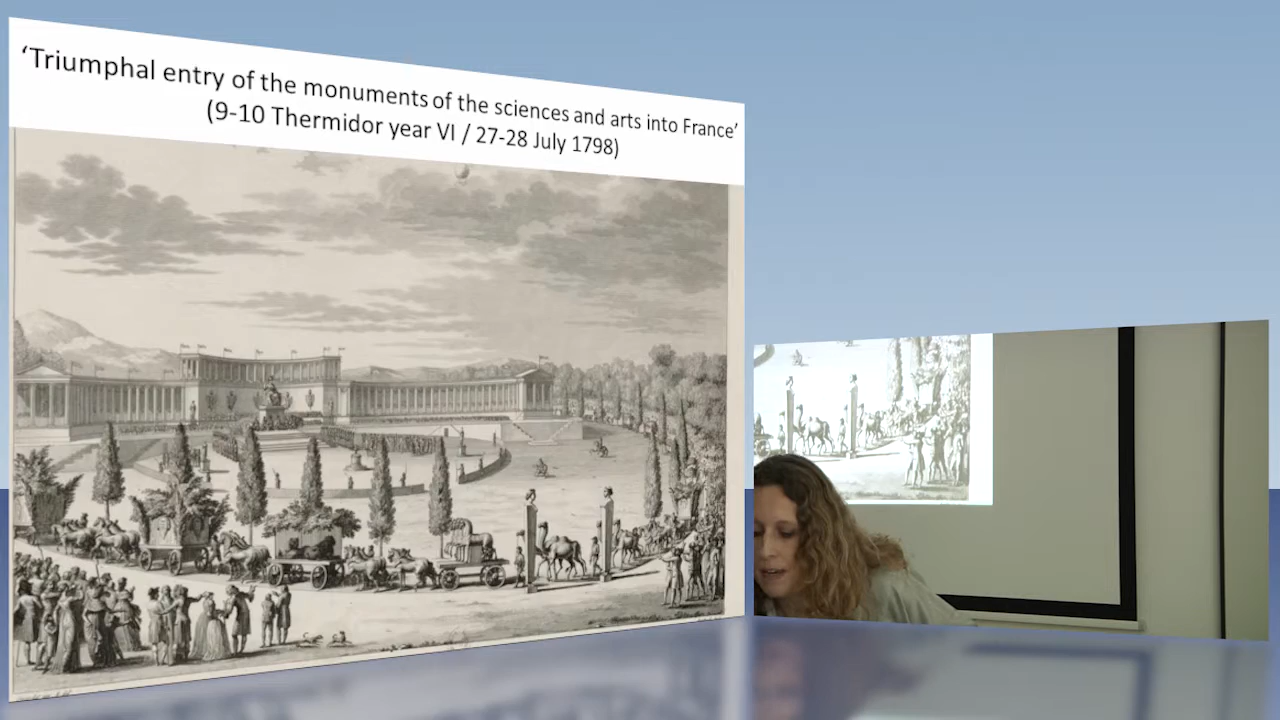 ‘Triumphal entry of the monuments of the sciences and arts into France’
(9-10 Thermidor year VI / 27-28 July 1798)